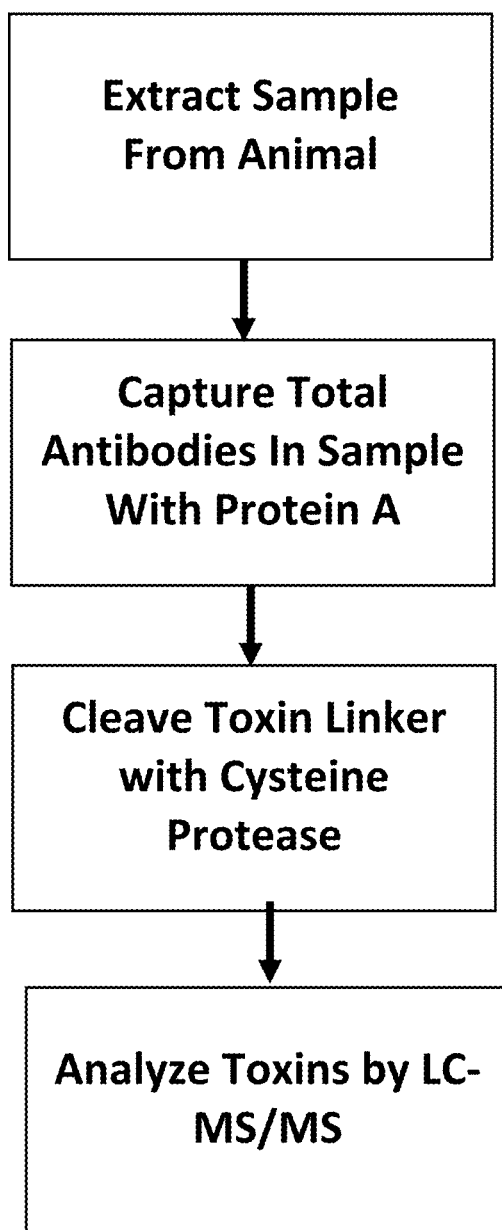 Extract Sample
From Animal
Capture Total
Antibodies In Sample
With Protein A
Cleave Toxin Linker
with Cysteine
Protease
Analyze Toxins by LC-
MS/MS